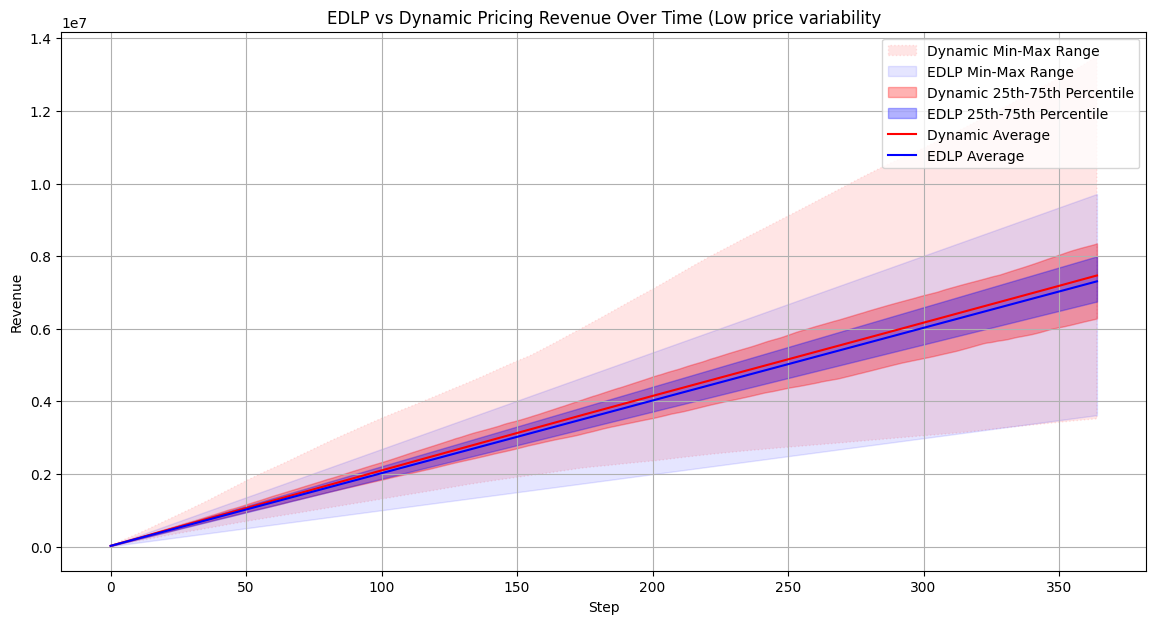 EDLP vs Dynamic Pricing Revenue Over Time (Low price variability
1e7
1.4
1.2
1.0
0.8
0.6
0.4
0.2
0.0
Revenue
Dynamic Min-Max Range
EDLP Min-Max Range
Dynamic 25th-75th Percentile
EDLP 25th-75th Percentile
Dynamic Average
EDLP Average
0 50 100 150 200 250 300 350
Step